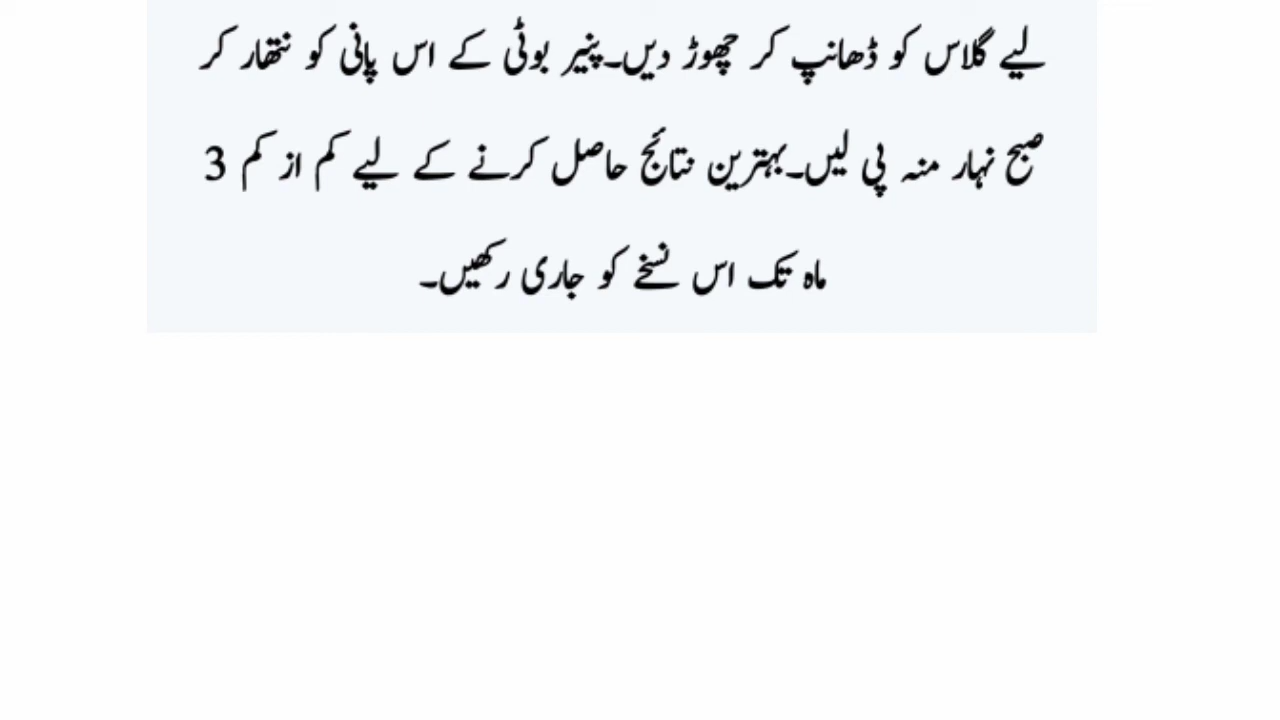 لیے گلاس کو ڈھانپ کر چھوڑ دیں۔پنیر بوٹی کے اس پانی کو نتھار کر
صبح نہار منہ پی لیں۔بہترین نتائج حاصل کرنے کے لیے کم از کم 3
ماہ تک اس نسخے کو جاری رکھیں۔